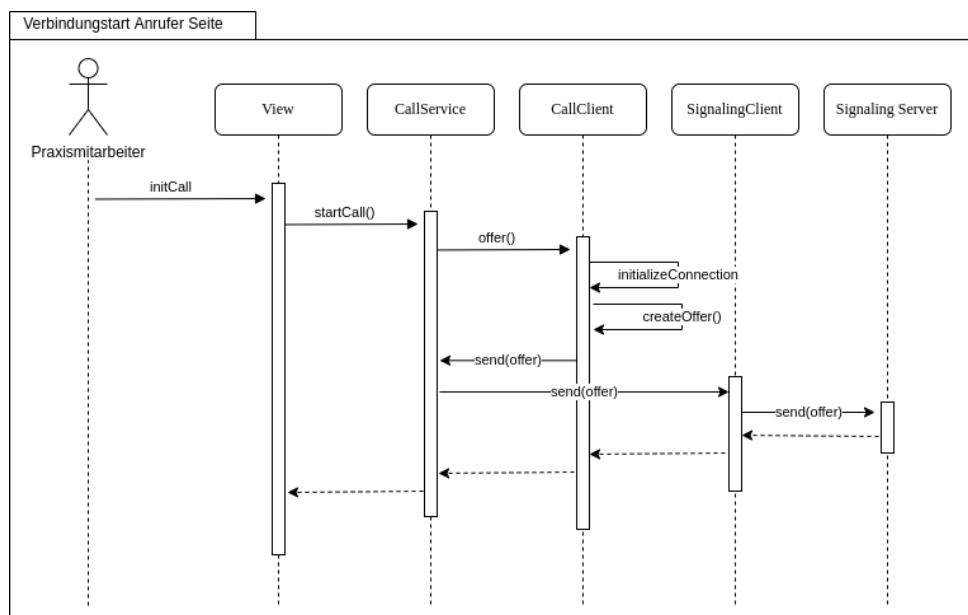 Verbindungstart Anrufer Seite
Praxismitarbeiter
View
CallService
CallClient
SignalingClient
Signaling Server
initCall
startCall()
offer()
initializeConnection
createOffer()
send(offer)
send(offer)
send(offer)